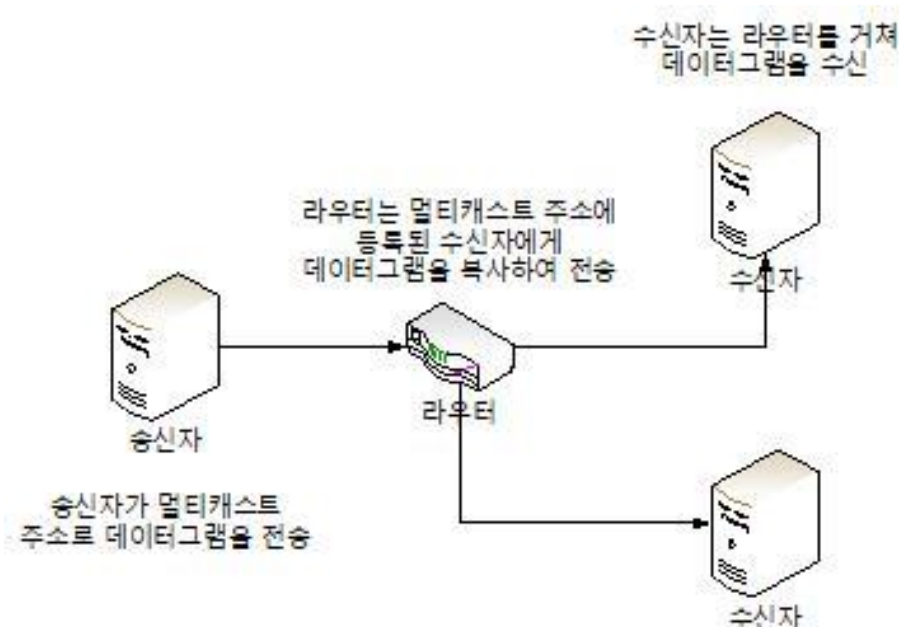 수신자는 라우터를 거쳐
데이터그램을 수신
라우터는 멀티캐스트 주소에
등록된 수신자에게
데이터그램을 복사하여 전송
수신자
라우터
송신자
송신자가 멀티캐스트
주소로 데이터그램을 전송
수신자